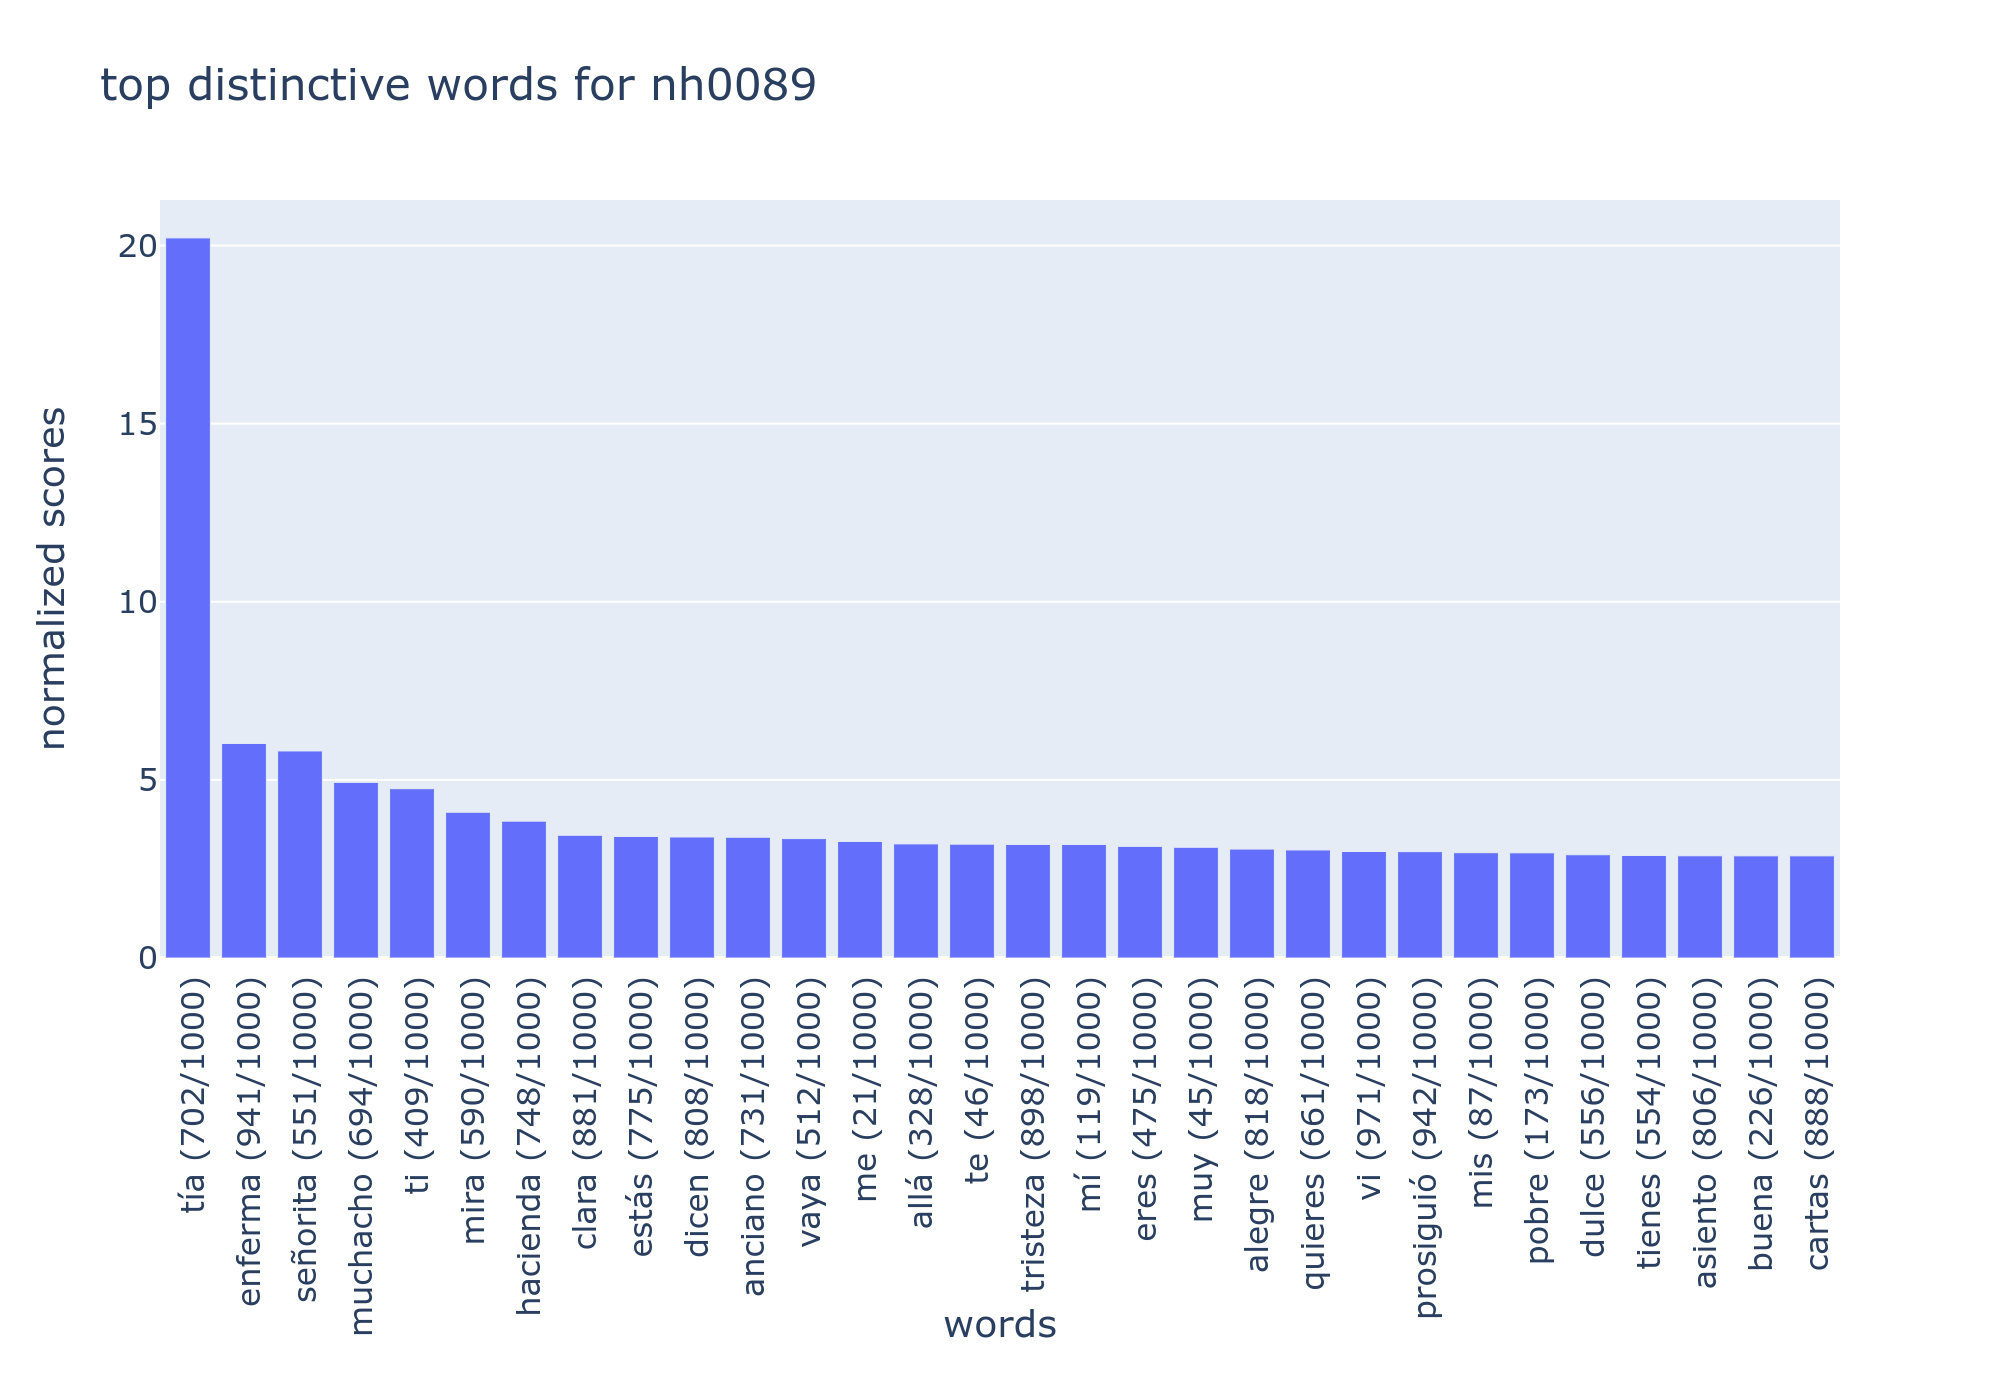 top distinctive words for nh0089
normalized scores
20
15
10
5
0
tía (702/1000)
enferma (941/1000)
señorita (551/1000)
muchacho (694/1000)
ti (409/1000)
mira (590/1000)
hacienda (748/1000)
clara (881/1000)
estás (775/1000)
dicen (808/1000)
anciano (731/1000)
vaya (512/1000)
me (21/1000)
allá (328/1000)
te (46/1000)
tristeza (898/1000)
mí (119/1000)
eres (475/1000)
muy (45/1000)
alegre (818/1000)
quieres (661/1000)
vi (971/1000)
prosiguió (942/1000)
mis (87/1000)
pobre (173/1000)
dulce (556/1000)
tienes (554/1000)
asiento (806/1000)
buena (226/1000)
cartas (888/1000)
words